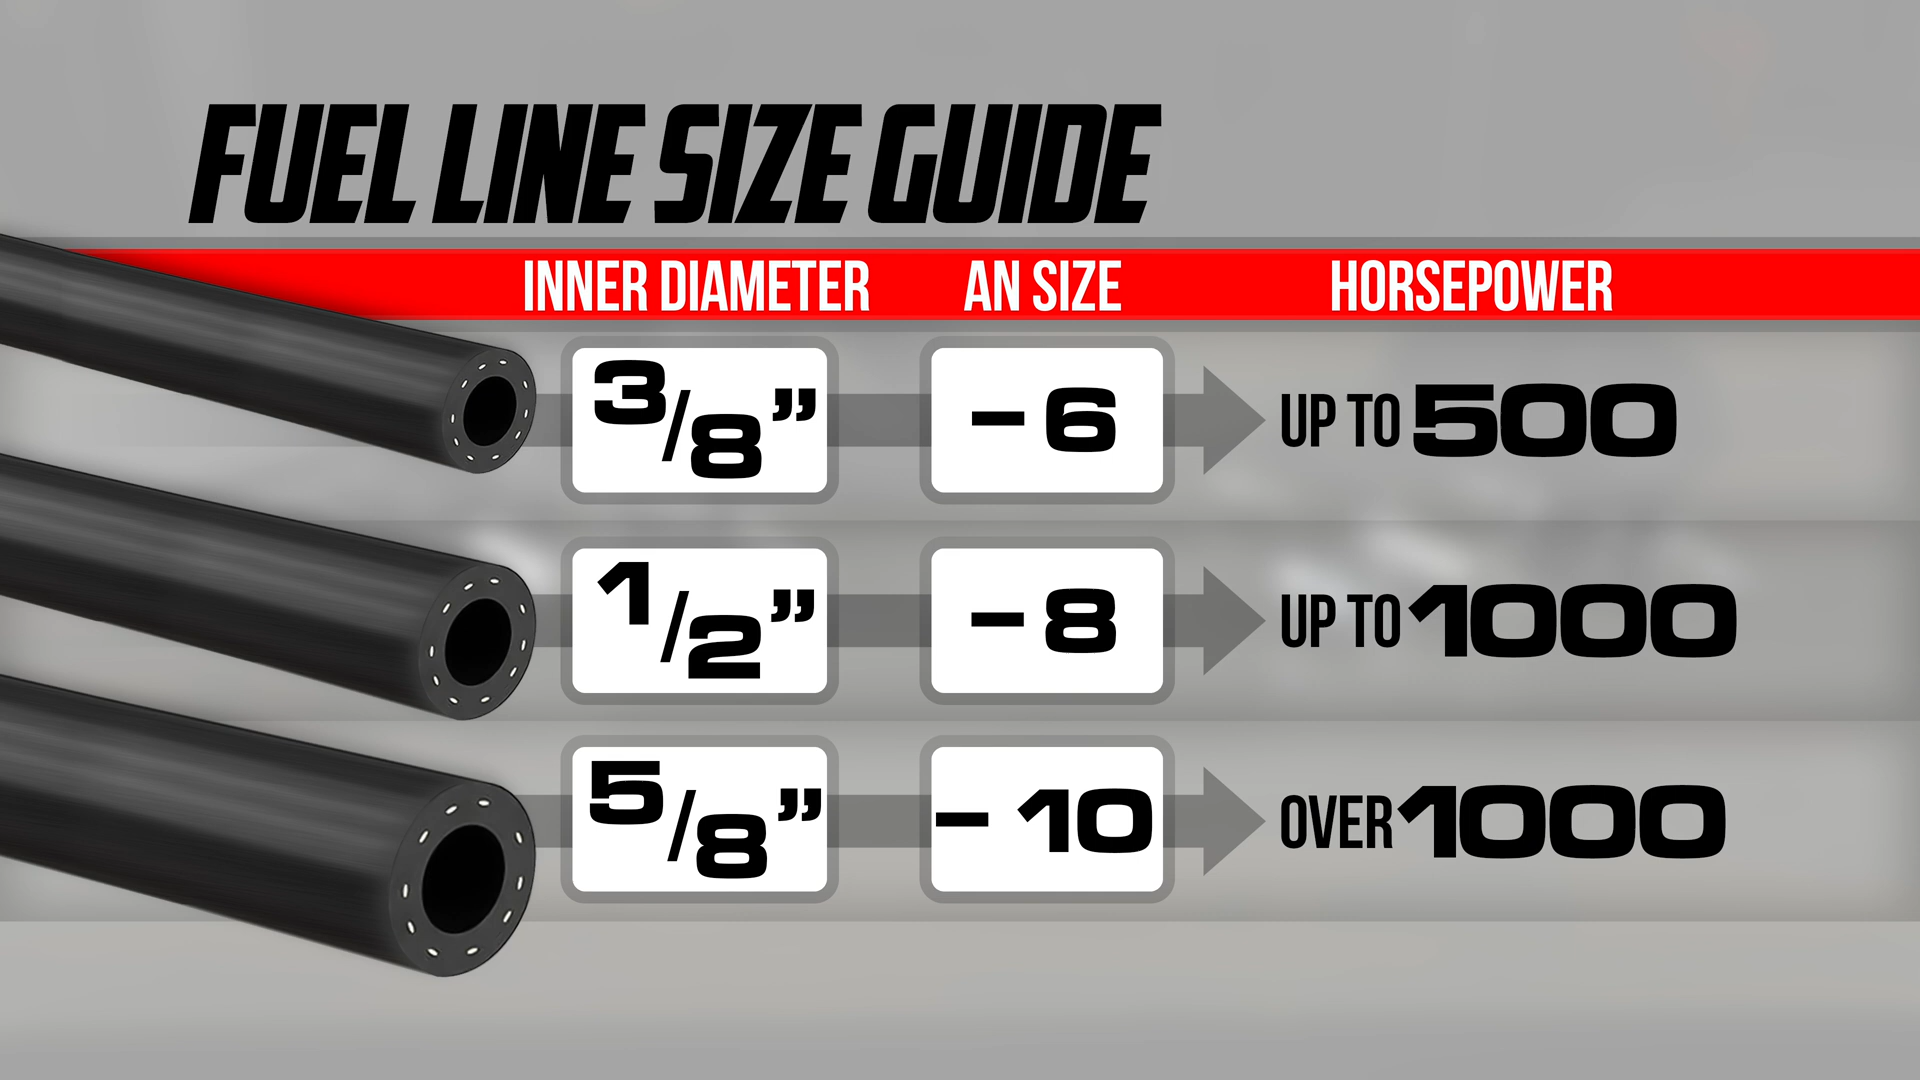 FUEL LINE SIZE GUIDE
INNER DIAMETER AN SIZE HORSEPOWER
3/8” -6 UP TO 500
1/2” -8 UP TO 1000
5/8” -10 OVER 1000